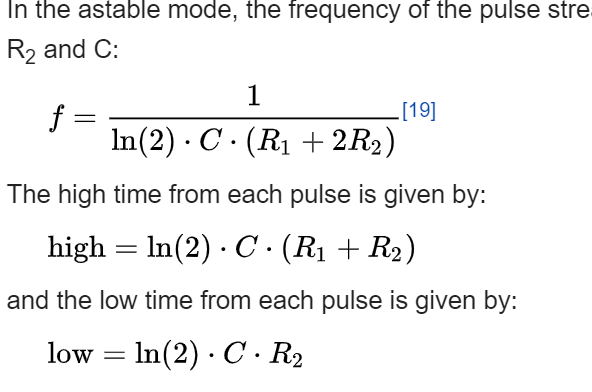 In the astable mode, the frequency of the pulse
R₂ and C:
f = 1 / ln(2) · C · (R₁ + 2R₂) [19]
The high time from each pulse is given by:
high = ln(2) · C · (R₁ + R₂)
and the low time from each pulse is given by:
low = ln(2) · C · R₂